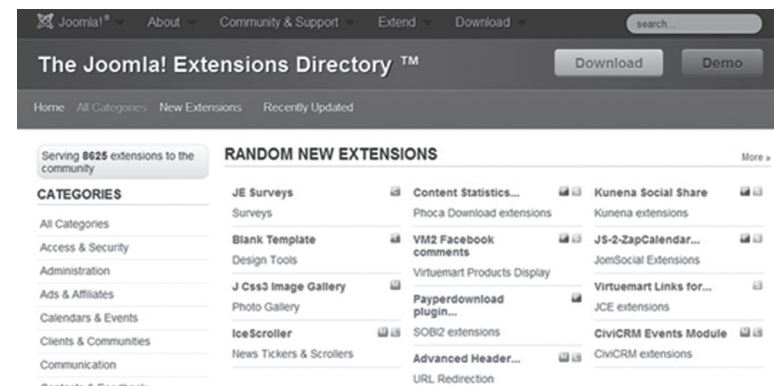 Joomla!® About Community & Support Extend Download search...
The Joomla! Extensions Directory ™ Download Demo
Home All Categories New Extensions Recently Updated
Serving 8625 extensions to the
community
CATEGORIES
All Categories
Access & Security
Administration
Ads & Affiliates
Calendars & Events
Clients & Communities
Communication
RANDOM NEW EXTENSIONS More »
JE Surveys
Surveys
Blank Template
Design Tools
J Css3 Image Gallery
Photo Gallery
IceScroller
News Tickers & Scrollers
Content Statistics...
Phoca Download extensions
VM2 Facebook
comments
Virtuemart Products Display
Payperdownload
plugin...
SOBI2 extensions
Advanced Header...
URL Redirection
Kunena Social Share
Kunena extensions
JS-2-ZapCalendar...
JomSocial Extensions
Virtuemart Links for...
JCE extensions
CiviCRM Events Module
CiviCRM extensions